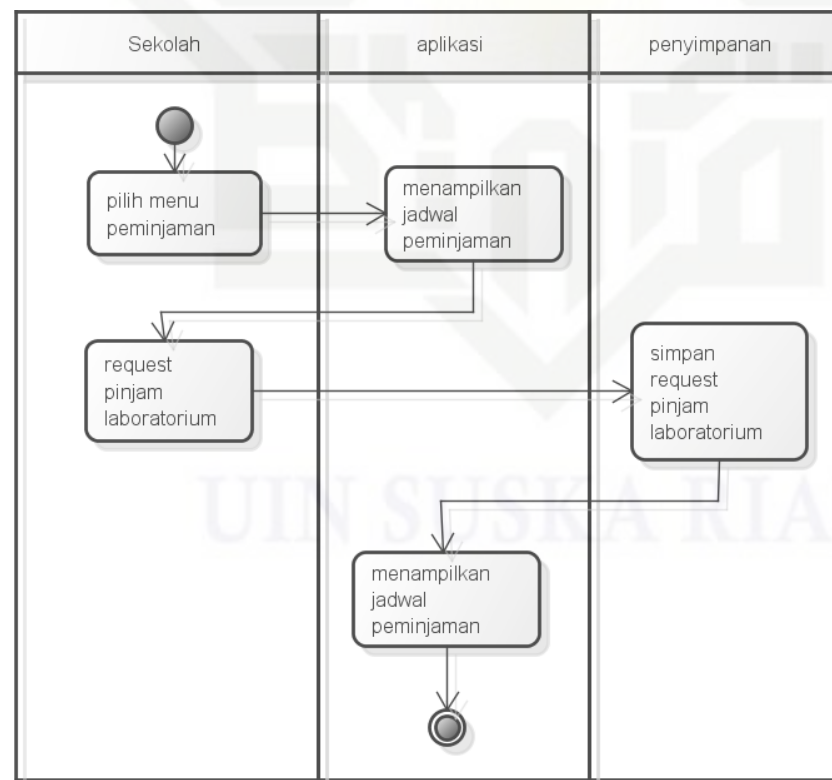 Sekolah
aplikasi
penyimpanan
pilih menu
peminjaman
menampilkan
jadwal
peminjaman
request
pinjam
laboratorium
simpan
request
pinjam
laboratorium
UIN SUSKA RIA
menampilkan
jadwal
peminjaman